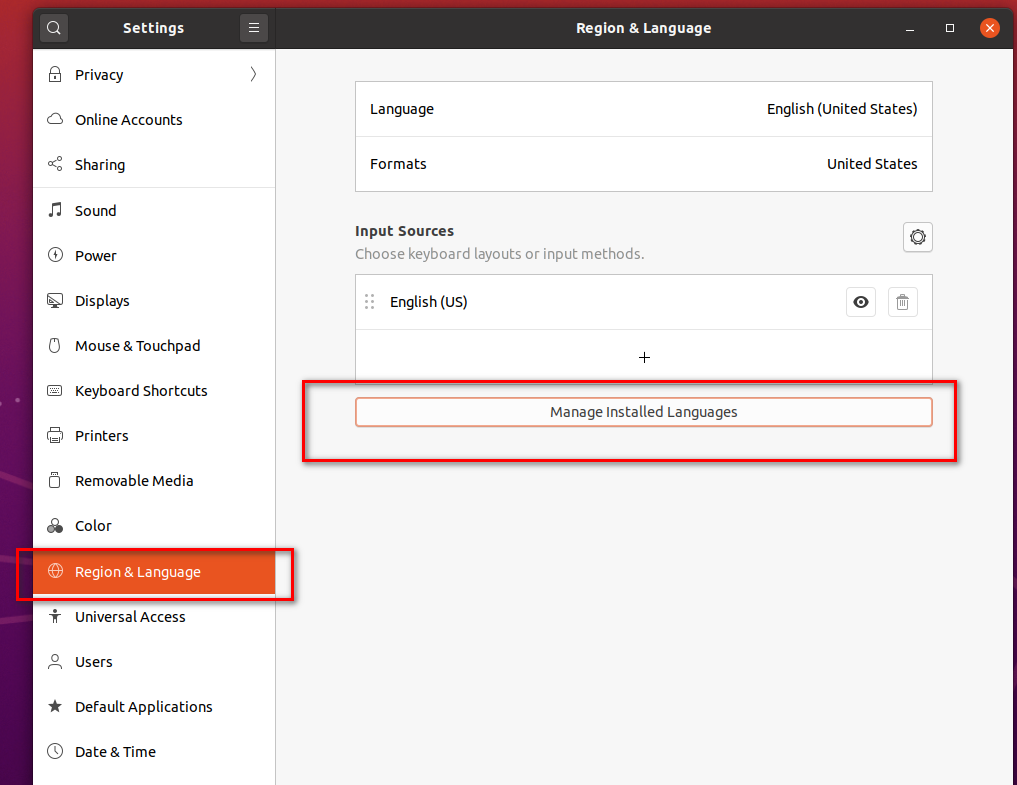 Settings
Region & Language
Privacy
Online Accounts
Sharing
Sound
Power
Displays
Mouse & Touchpad
Keyboard Shortcuts
Printers
Removable Media
Color
Region & Language
Universal Access
Users
Default Applications
Date & Time
Language English (United States)
Formats United States
Input Sources
Choose keyboard layouts or input methods.
English (US)
Manage Installed Languages